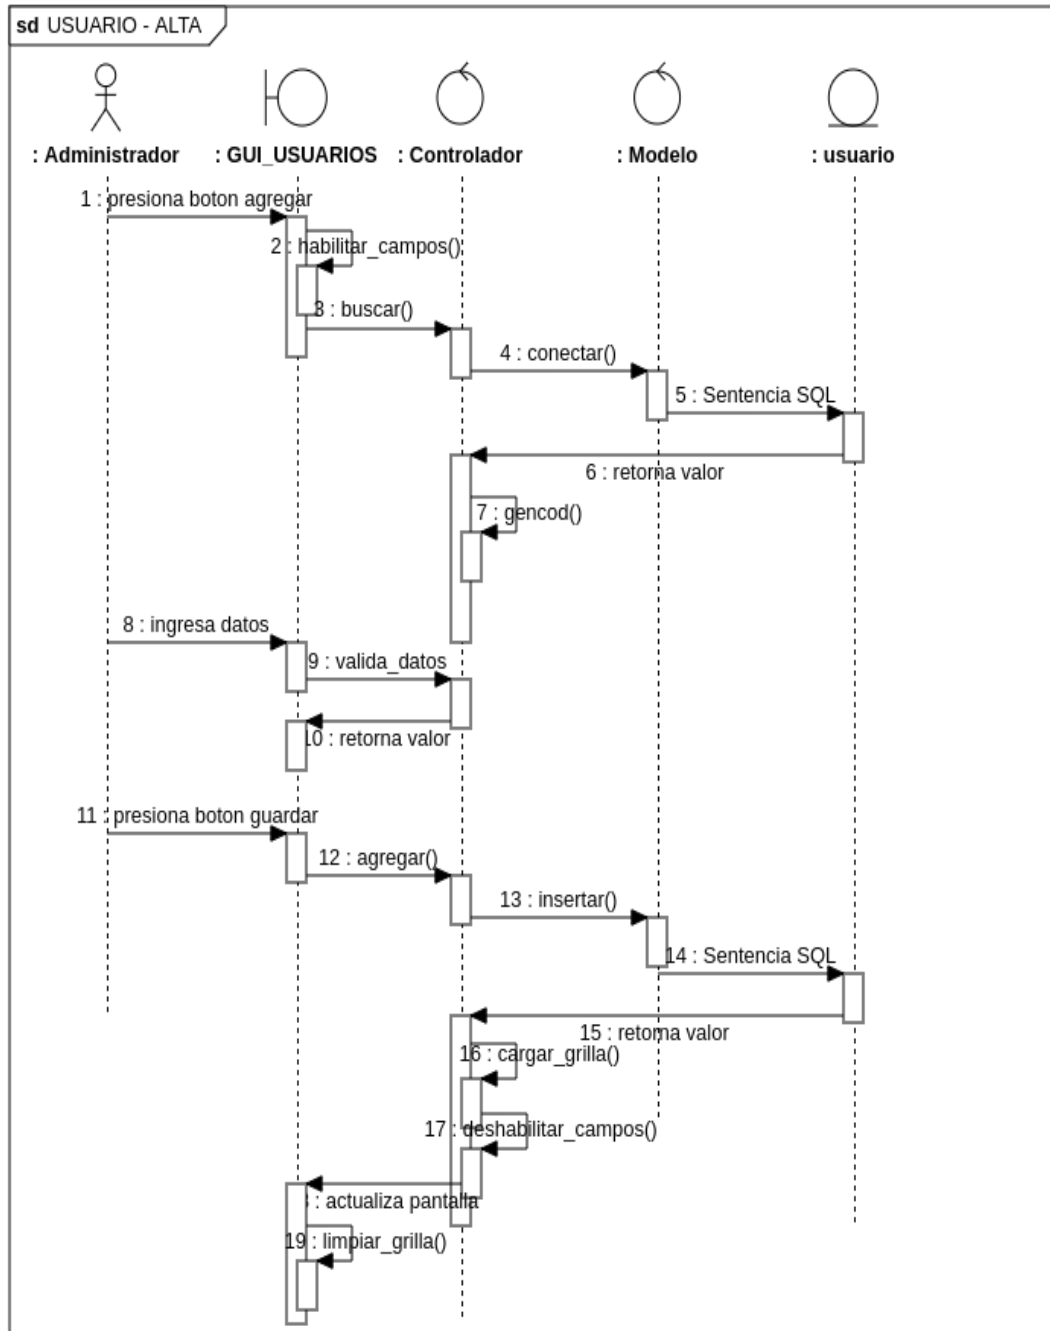 sd USUARIO - ALTA
: Administrador : GUI_USUARIOS : Controlador : Modelo : usuario
1 : presiona boton agregar
2 : habilitar_campos()
3 : buscar()
4 : conectar()
5 : Sentencia SQL
6 : retorna valor
7 : gencod()
8 : ingresa datos
9 : valida_datos
10 : retorna valor
11 : presiona boton guardar
12 : agregar()
13 : insertar()
14 : Sentencia SQL
15 : retorna valor
16 : cargar_grilla()
17 : deshabilitar_campos()
: actualiza pantalla
19 : limpiar_grilla()